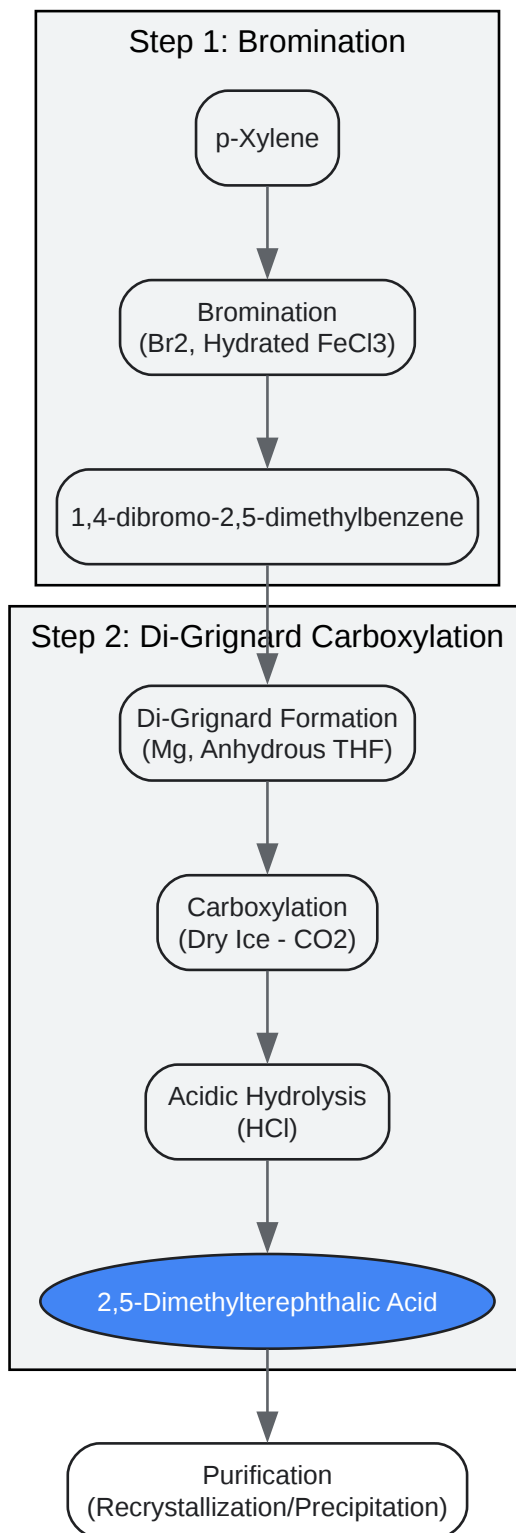 Step 1: Bromination
p-Xylene
Bromination
(Br2, Hydrated FeCl3)
1,4-dibromo-2,5-dimethylbenzene
Step 2: Di-Grignard Carboxylation
Di-Grignard Formation
(Mg, Anhydrous THF)
Carboxylation
(Dry Ice - CO2)
Acidic Hydrolysis
(HCl)
2,5-Dimethylterephthalic Acid
Purification
(Recrystallization/Precipitation)